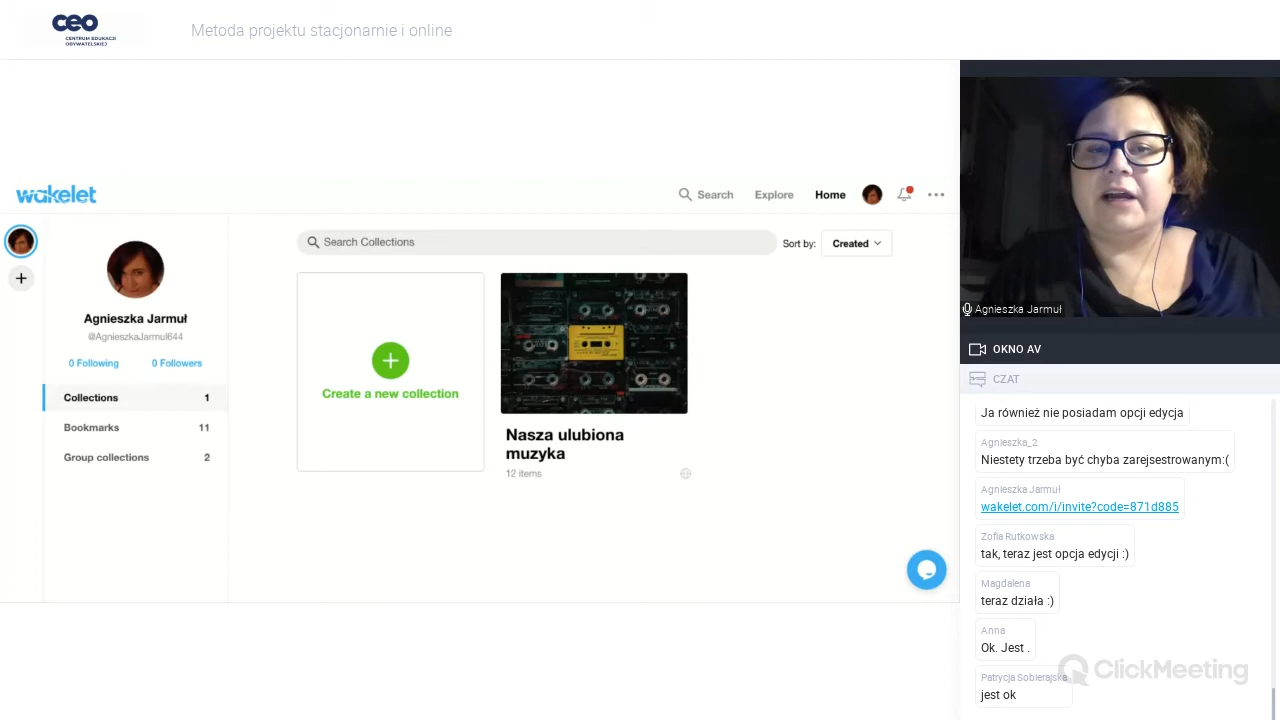 ceo
CENTRUM EDUKACJI
OBYWATELSKIEJ
Metoda projektu stacjonarnie i online
wakelet
Search
Explore
Home
Agnieszka Jarmuł
@AgnieszkaJarmul644
0 Following
0 Followers
Collections 1
Bookmarks 11
Group collections 2
Search Collections
Sort by:
Created
Create a new collection
Nasza ulubiona
muzyka
12 items
Agnieszka Jarmuł
OKNO AV
CZAT
Ja również nie posiadam opcji edycja
Agnieszka_2
Niestety trzeba być chyba zarejsestrowanym:(
Agnieszka Jarmuł
wakelet.com/i/invite?code=871d885
Zofia Rutkowska
tak, teraz jest opcja edycji :)
Magdalena
teraz działa :)
Anna
Ok. Jest .
Patrycja Sobierajska
jest ok
ClickMeeting